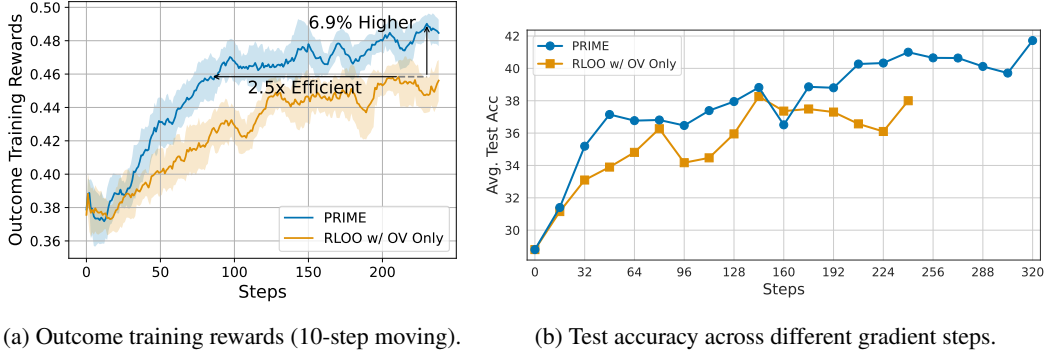 0.50
0.48
0.46
0.44
0.42
0.40
0.38
0.36
Outcome Training Rewards
6.9% Higher
2.5x Efficient
PRIME
RLOO w/ OV Only
0
50
100
150
200
Steps
(a) Outcome training rewards (10-step moving).
42
40
38
36
34
32
30
Avg. Test Acc
PRIME
RLOO w/ OV Only
0
32
64
96
128
160
192
224
256
288
320
Steps
(b) Test accuracy across different gradient steps.